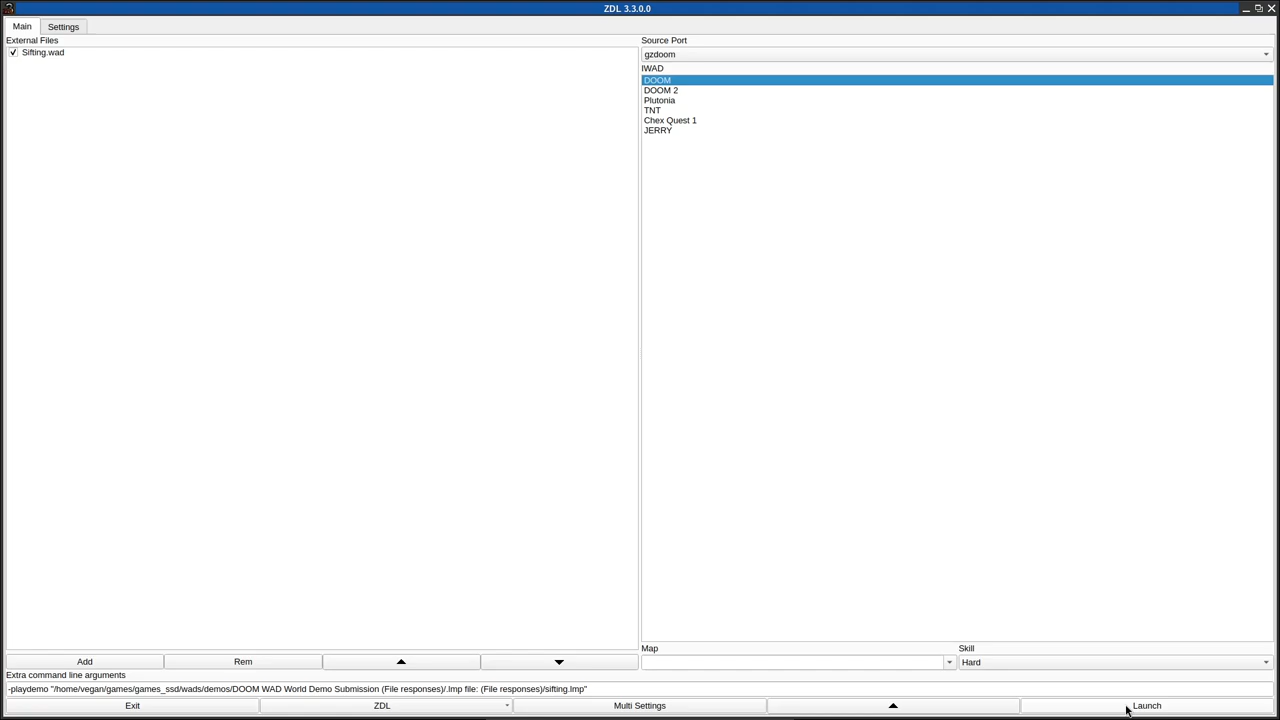 ZDL 3.3.0.0
Main
Settings
External Files
Sifting.wad
Source Port
gzdoom
IWAD
DOOM
DOOM 2
Plutonia
TNT
Chex Quest 1
JERRY
Map
Skill
Hard
Add
Rem
Extra command line arguments
-playdemo "/home/vegan/games/games_ssd/wads/demos/DOOM WAD World Demo Submission (File responses)/.lmp file: (File responses)/sifting.lmp"
Exit
ZDL
Multi Settings
Launch